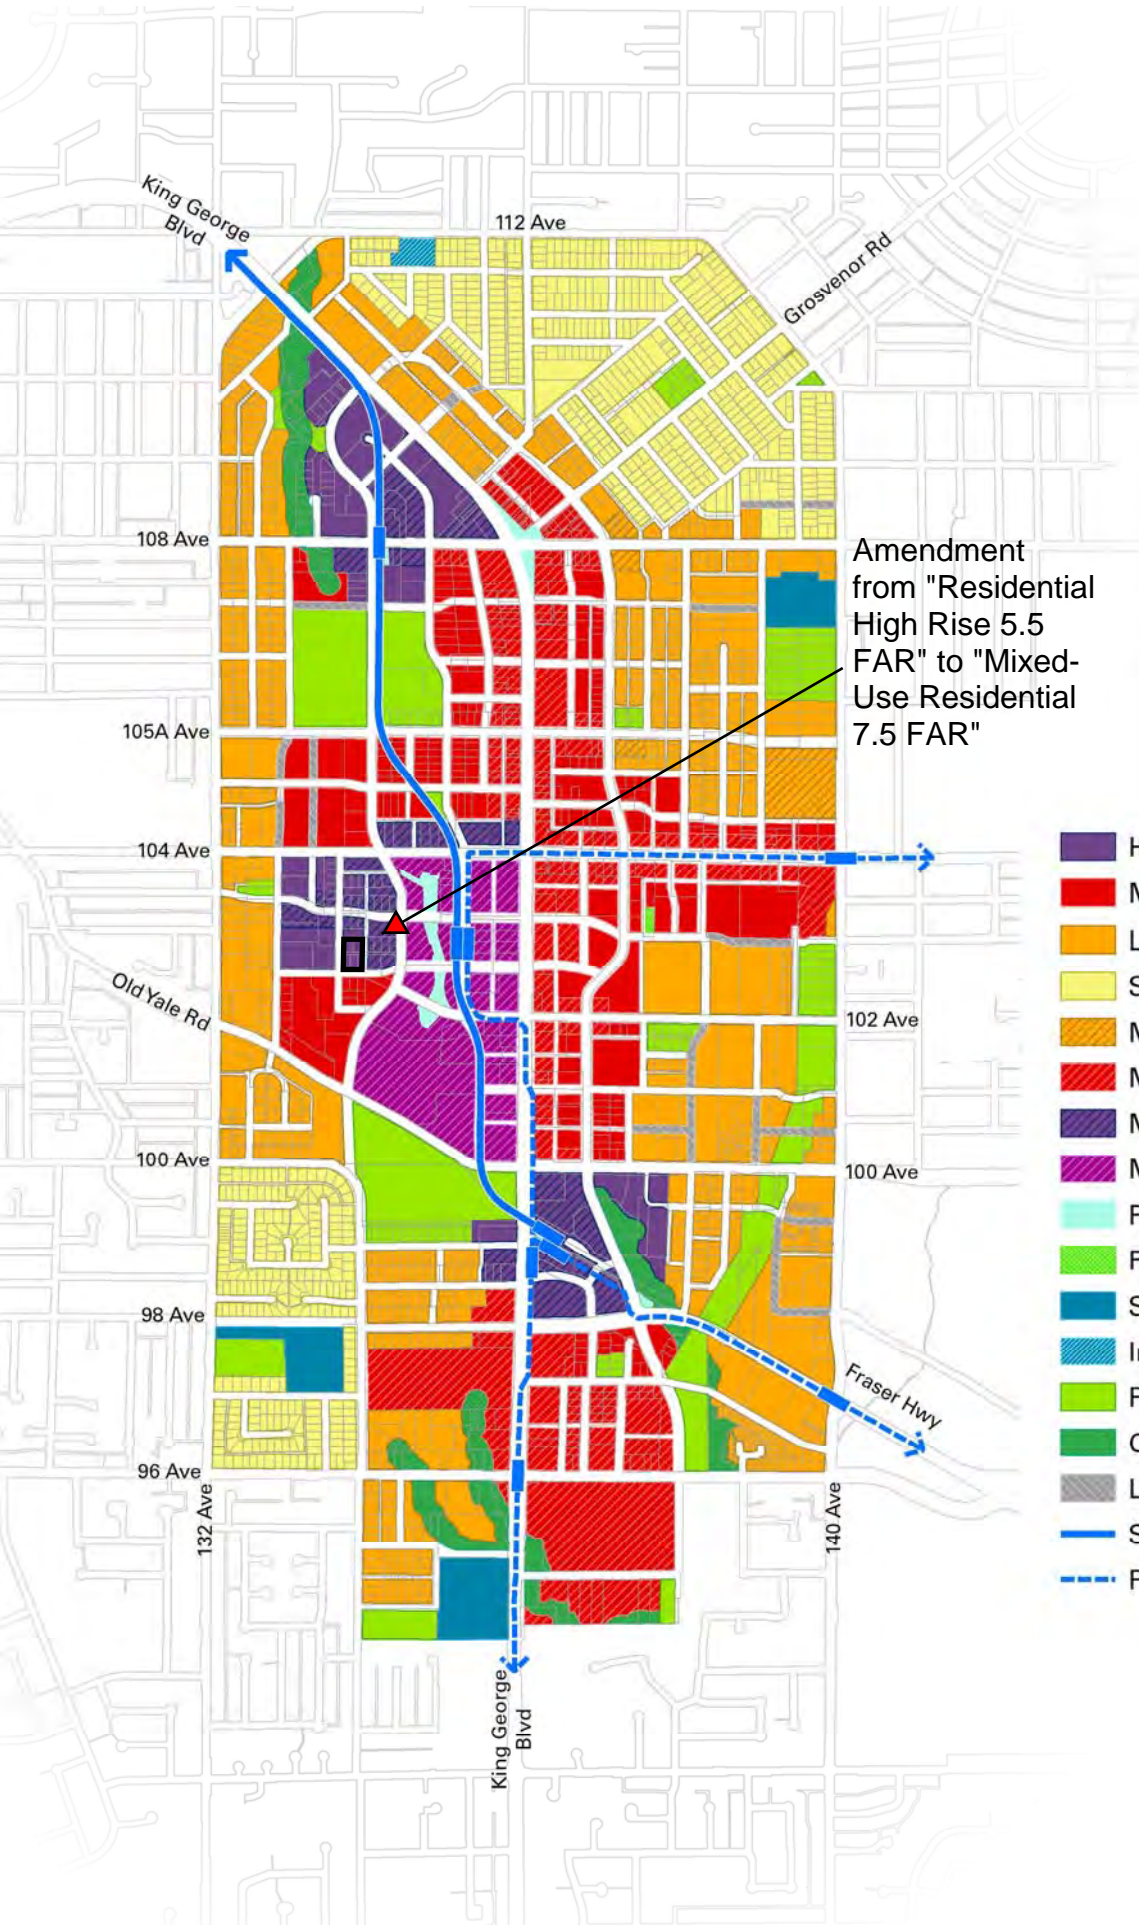 King George
Blvd
112 Ave
Grosvenor Rd
108 Ave
Amendment
from "Residential
High Rise 5.5
FAR" to "Mixed-
Use Residential
7.5 FAR"
105A Ave
104 Ave
H
M
L
S
Old Yale Rd
102 Ave
M
M
M
100 Ave
100 Ave
M
P
F
98 Ave
S
In
Fraser Hwy
P
C
96 Ave
L
132 Ave
140 Ave
S
F
King George
Blvd